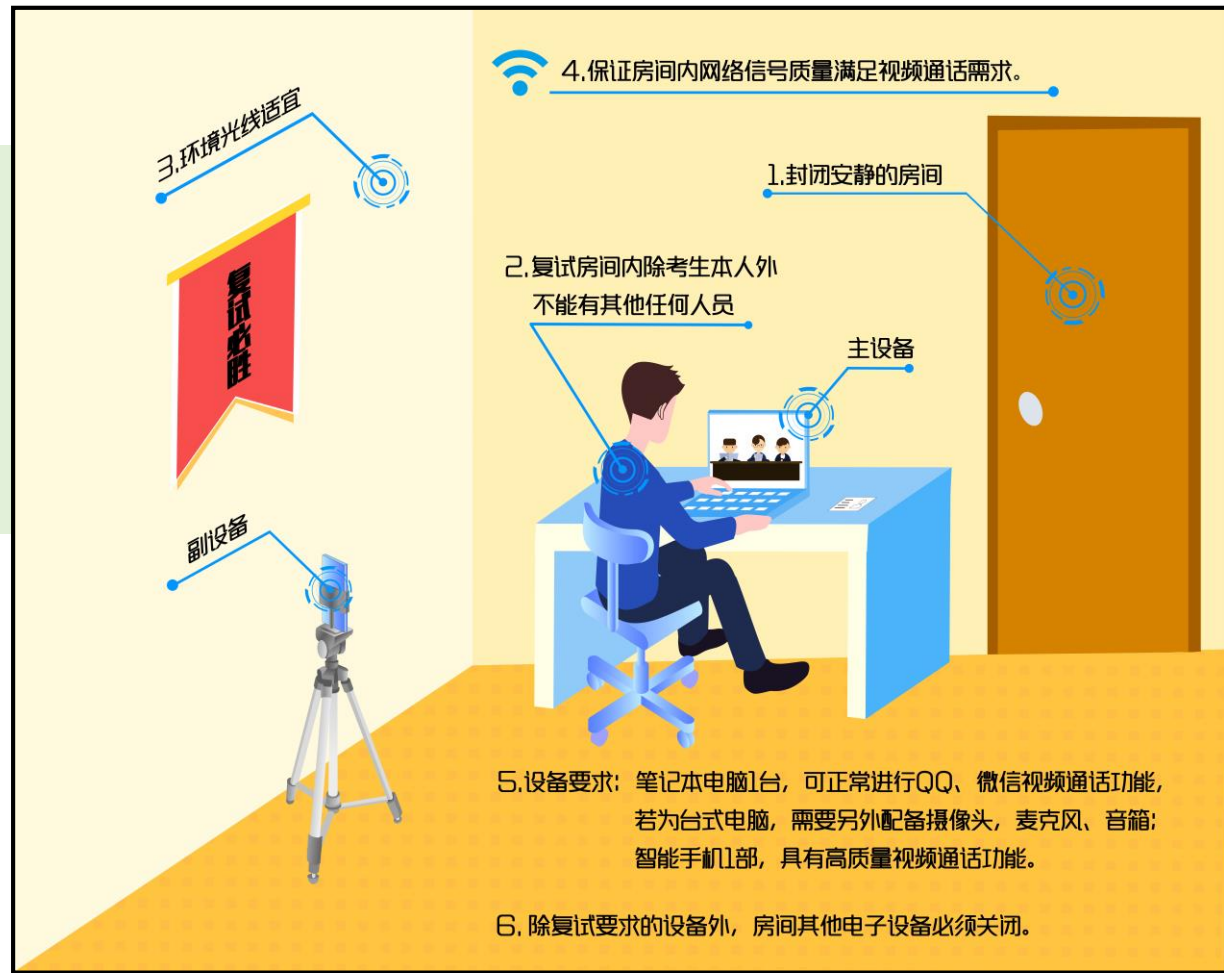 4.保证房间内网络信号质量满足视频通话需求。
3.环境光线适宜
1.封闭安静的房间
复试必胜
2.复试房间内除考生本人外
不能有其他任何人员
主设备
副设备
5.设备要求：笔记本电脑1台，可正常进行QQ、微信视频通话功能，
若为台式电脑，需要另外配备摄像头，麦克风、音箱；
智能手机1部，具有高质量视频通话功能。
6.除复试要求的设备外，房间其他电子设备必须关闭。